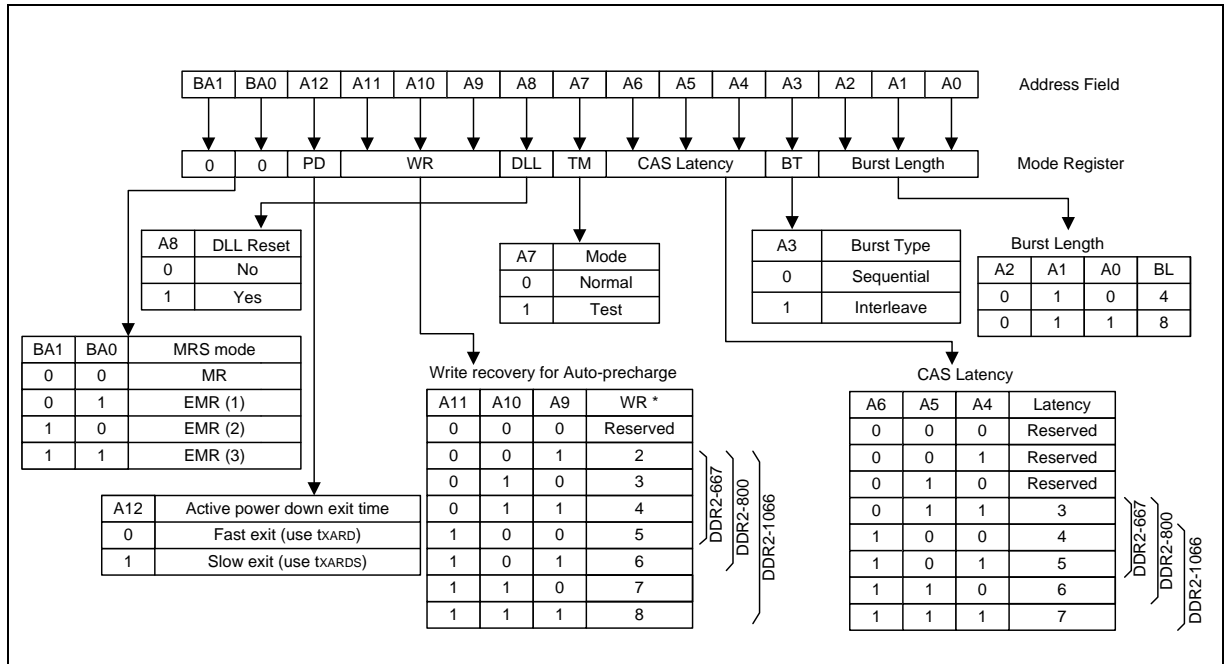 BA1 BA0 A12 A11 A10 A9 A8 A7 A6 A5 A4 A3 A2 A1 A0 Address Field
0 0 PD WR DLL TM CAS Latency BT Burst Length Mode Register
A8 DLL Reset
0 No
1 Yes
A7 Mode
0 Normal
1 Test
A3 Burst Type
0 Sequential
1 Interleave
Burst Length
A2 A1 A0 BL
0 1 0 4
0 1 1 8
BA1 BA0 MRS mode
0 0 MR
0 1 EMR (1)
1 0 EMR (2)
1 1 EMR (3)
A12 Active power down exit time
0 Fast exit (use tXARD)
1 Slow exit (use tXARDS)
Write recovery for Auto-precharge
A11 A10 A9 WR *
0 0 0 Reserved
0 0 1 2
0 1 0 3
0 1 1 4
1 0 0 5
1 0 1 6
1 1 0 7
1 1 1 8
DDR2-667
DDR2-800
DDR2-1066
CAS Latency
A6 A5 A4 Latency
0 0 0 Reserved
0 0 1 Reserved
0 1 0 Reserved
0 1 1 3
1 0 0 4
1 0 1 5
1 1 0 6
1 1 1 7
DDR2-667
DDR2-800
DDR2-1066